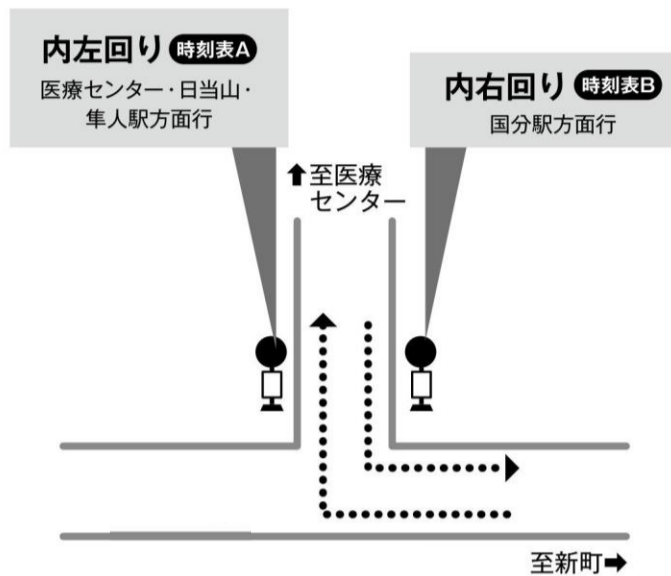 内左回り 時刻表A
医療センター・日当山・
隼人駅方面行
内右回り 時刻表B
国分駅方面行
⬆至医療
センター
至新町➡